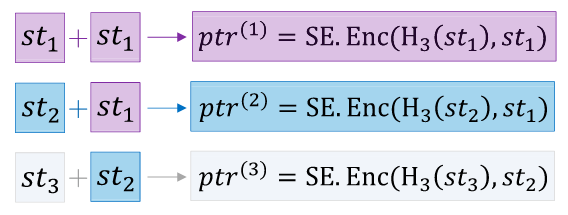 st₁ + st₁ → ptr⁽¹⁾ = SE. Enc(H₃(st₁), st₁)
st₂ + st₁ → ptr⁽²⁾ = SE. Enc(H₃(st₂), st₁)
st₃ + st₂ → ptr⁽³⁾ = SE. Enc(H₃(st₃), st₂)